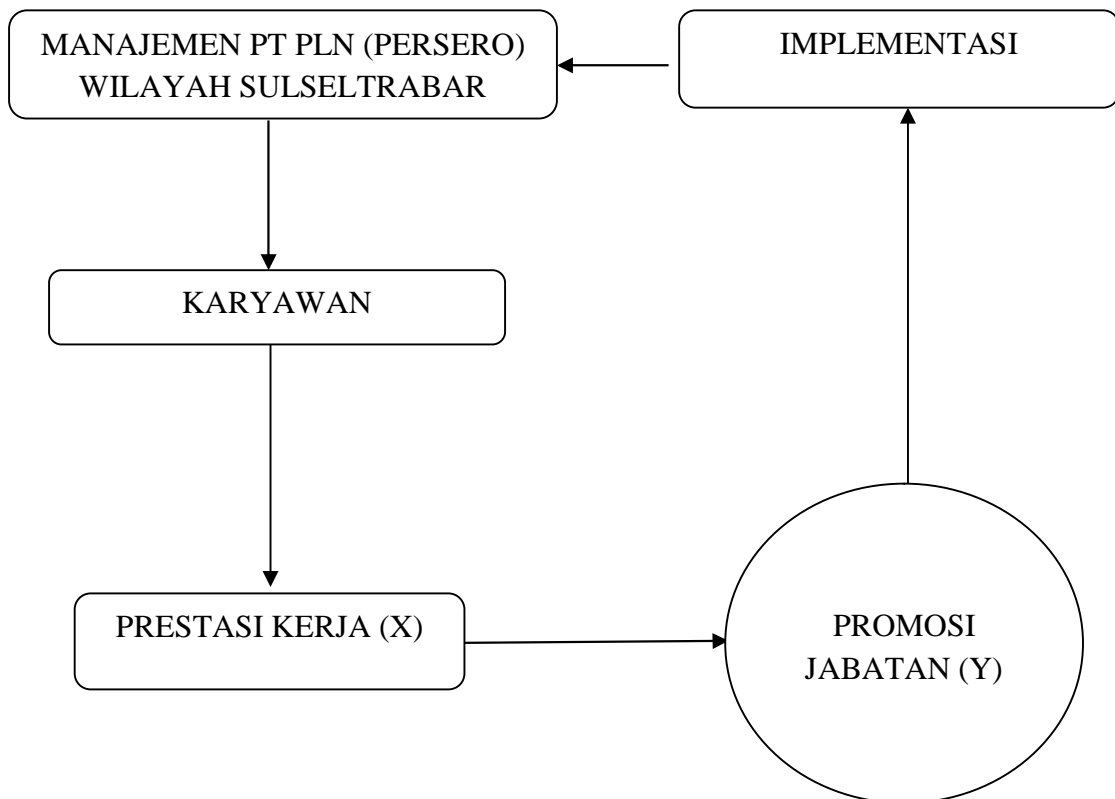 MANAJEMEN PT PLN (PERSERO)
WILAYAH SULSELTRABAR
IMPLEMENTASI
KARYAWAN
PRESTASI KERJA (X)
PROMOSI
JABATAN (Y)